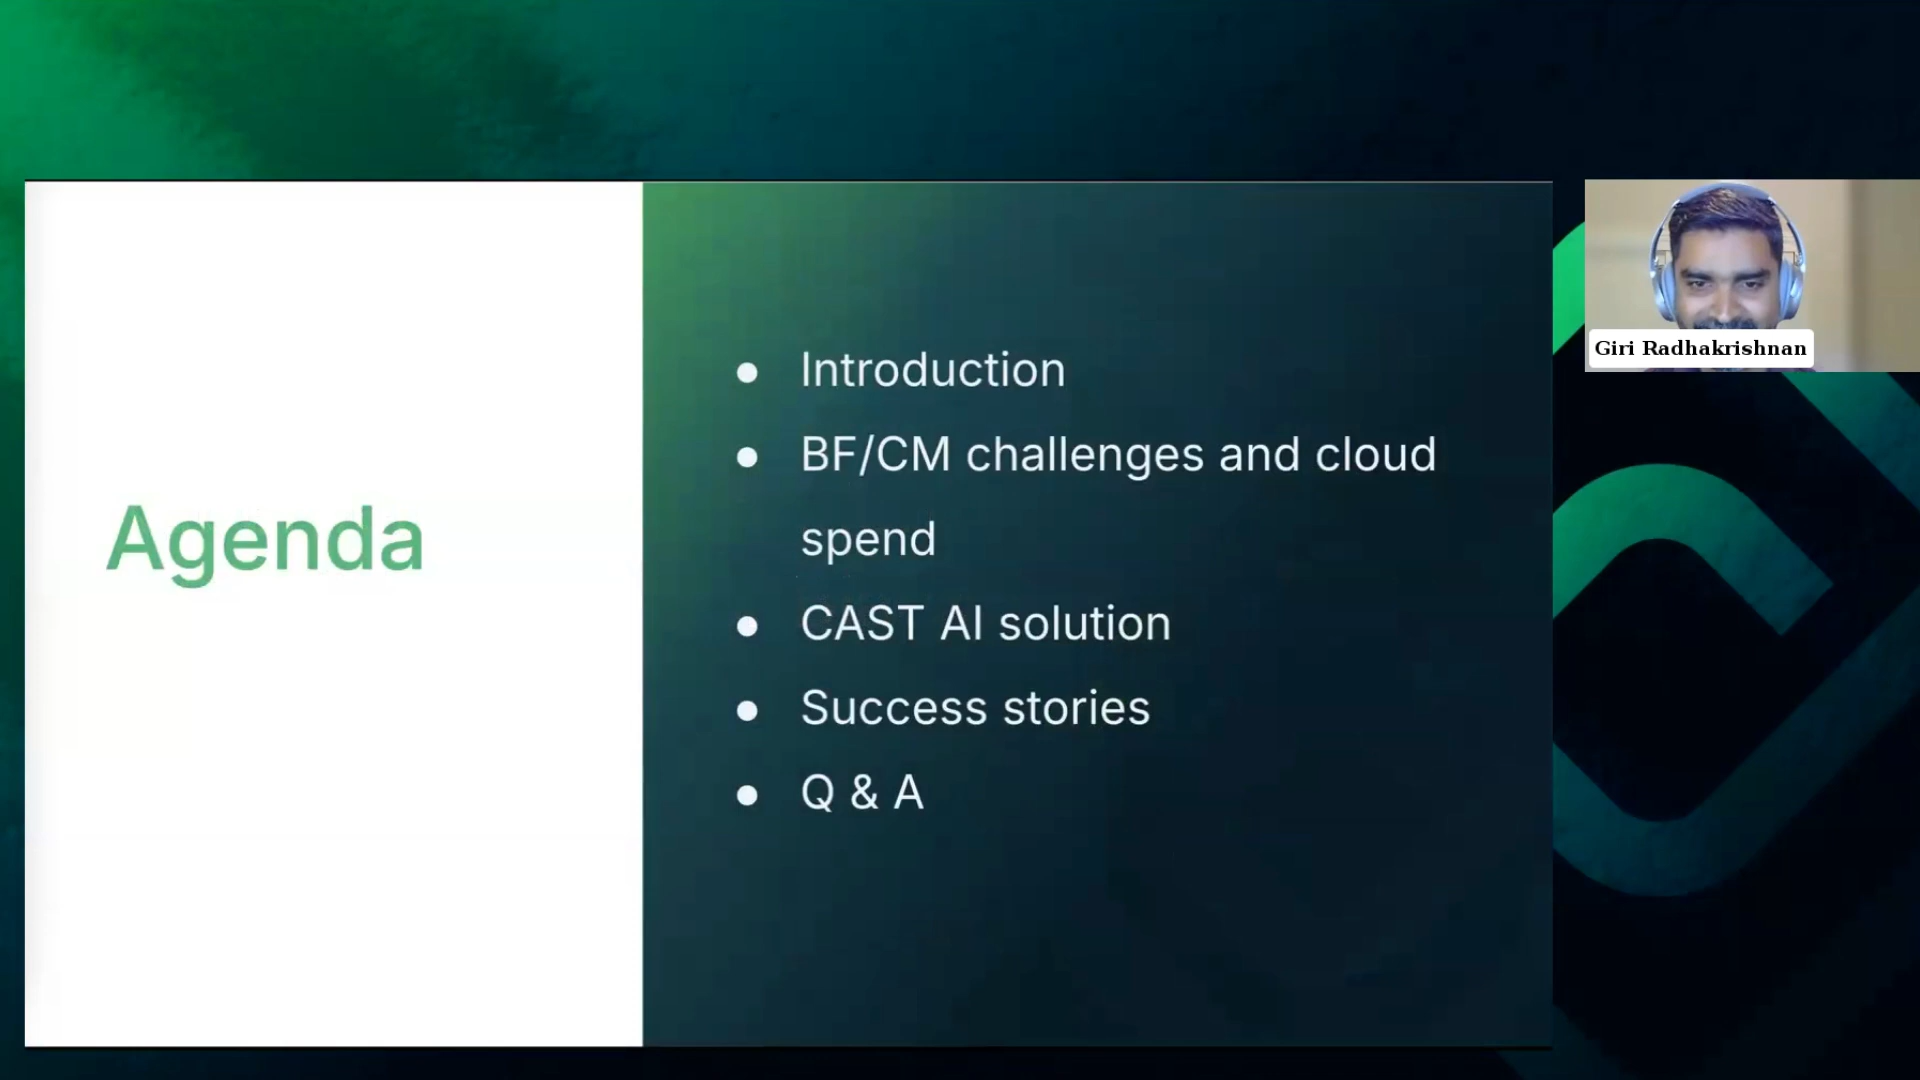 Agenda
Introduction
BF/CM challenges and cloud
spend
CAST AI solution
Success stories
Q & A
Giri Radhakrishnan